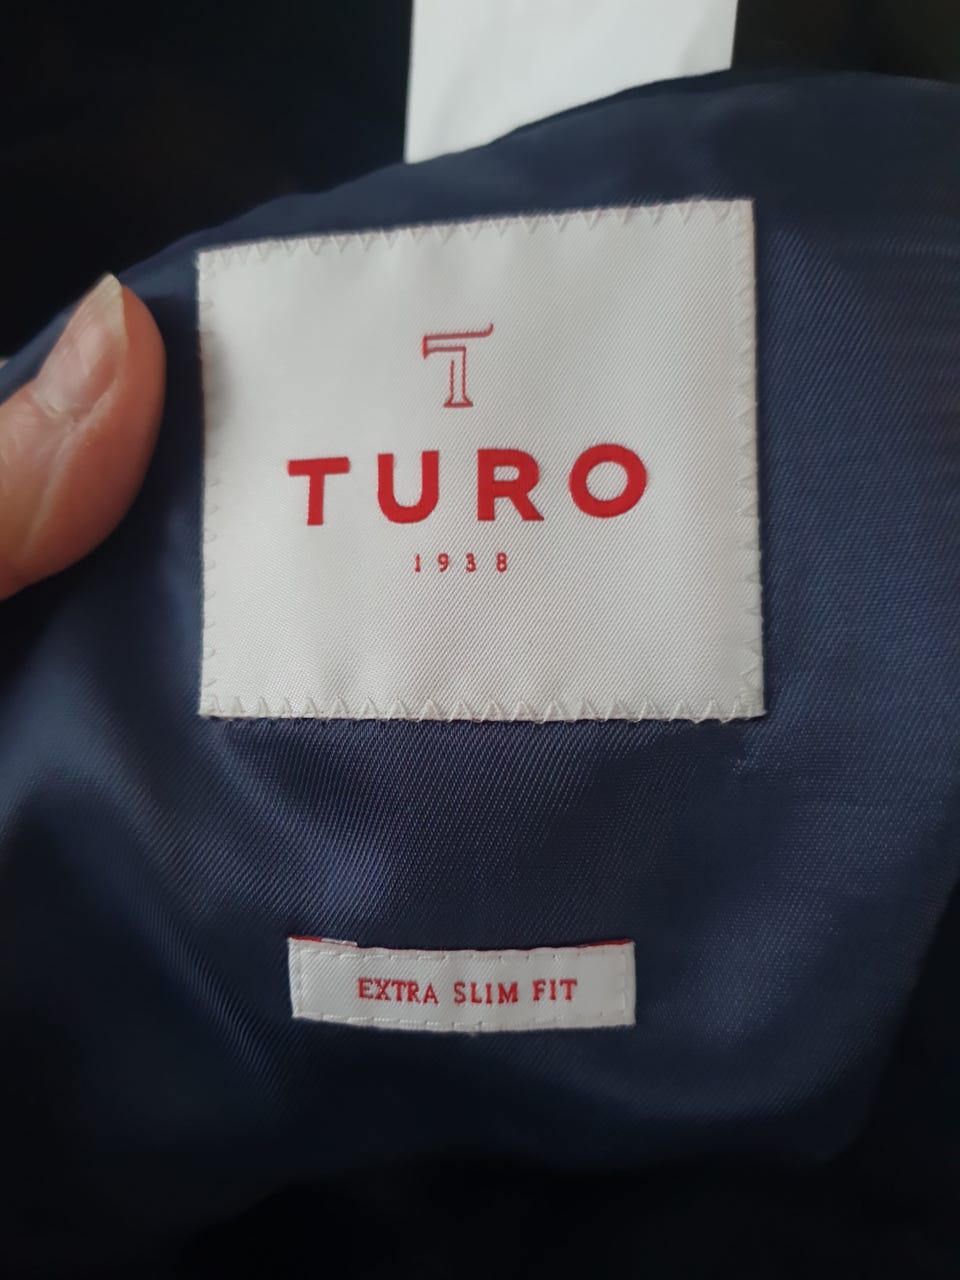 T
TURO
1938
EXTRA SLIM FIT